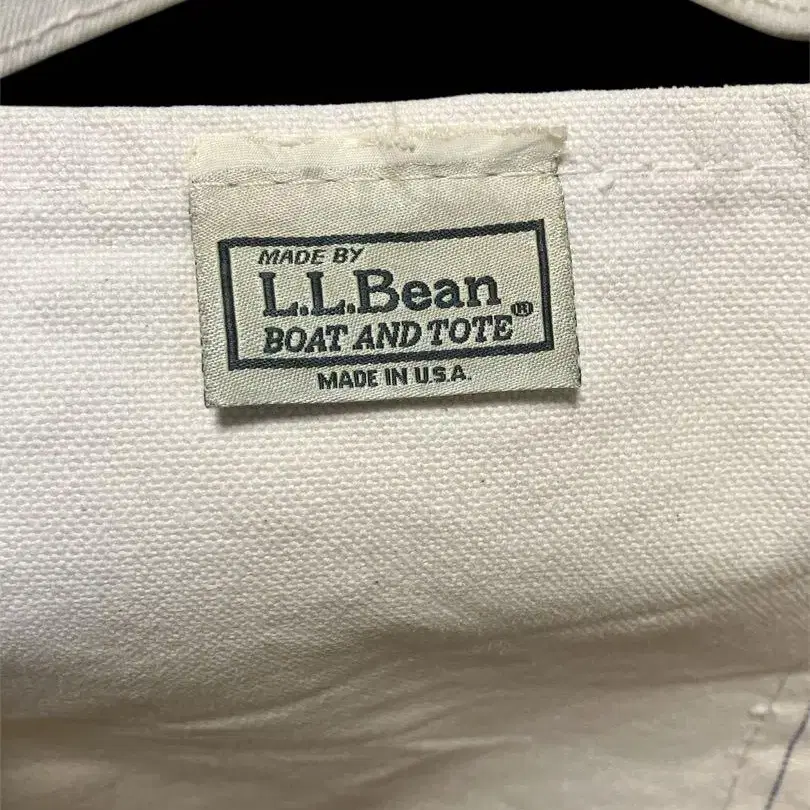 MADE BY
L.L.Bean®
BOAT AND TOTE
MADE IN U.S.A.